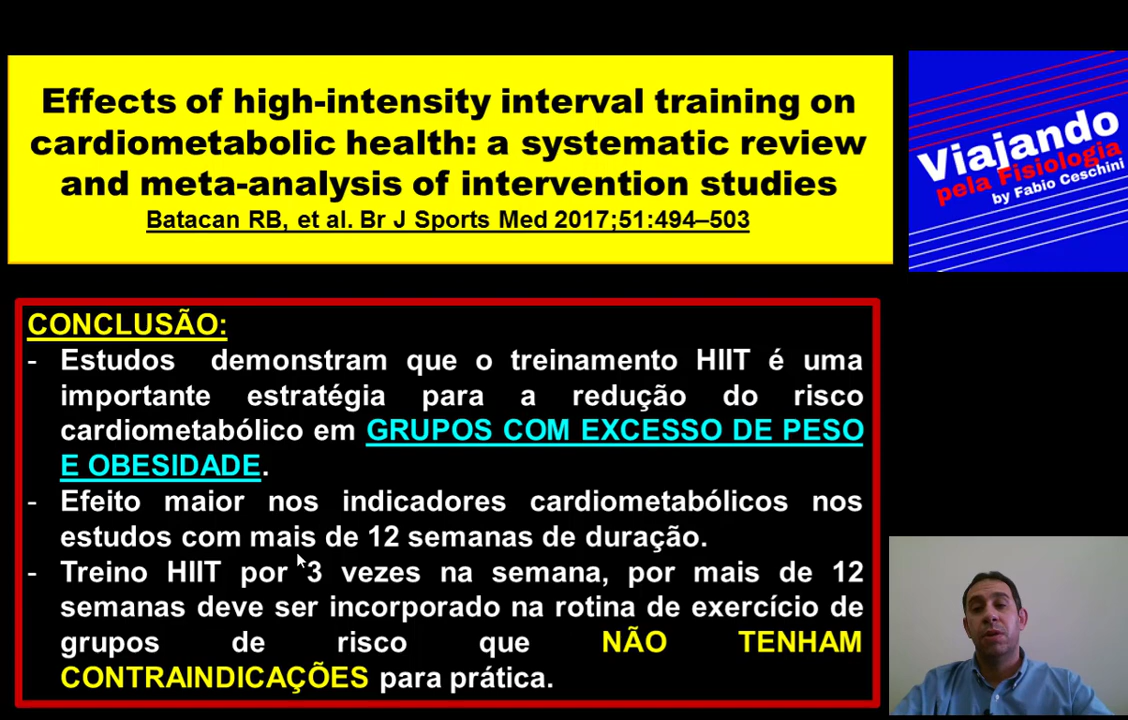 Effects of high-intensity interval training on
cardiometabolic health: a systematic review
and meta-analysis of intervention studies
Batacan RB, et al. Br J Sports Med 2017;51:494–503
Viajando
pela Fisiologia
by Fabio Ceschini
CONCLUSÃO:
- Estudos demonstram que o treinamento HIIT é uma
importante estratégia para a redução do risco
cardiometabólico em GRUPOS COM EXCESSO DE PESO
E OBESIDADE.
- Efeito maior nos indicadores cardiometabólicos nos
estudos com mais de 12 semanas de duração.
- Treino HIIT por 3 vezes na semana, por mais de 12
semanas deve ser incorporado na rotina de exercício de
grupos de risco que NÃO TENHAM
CONTRAINDICAÇÕES para prática.